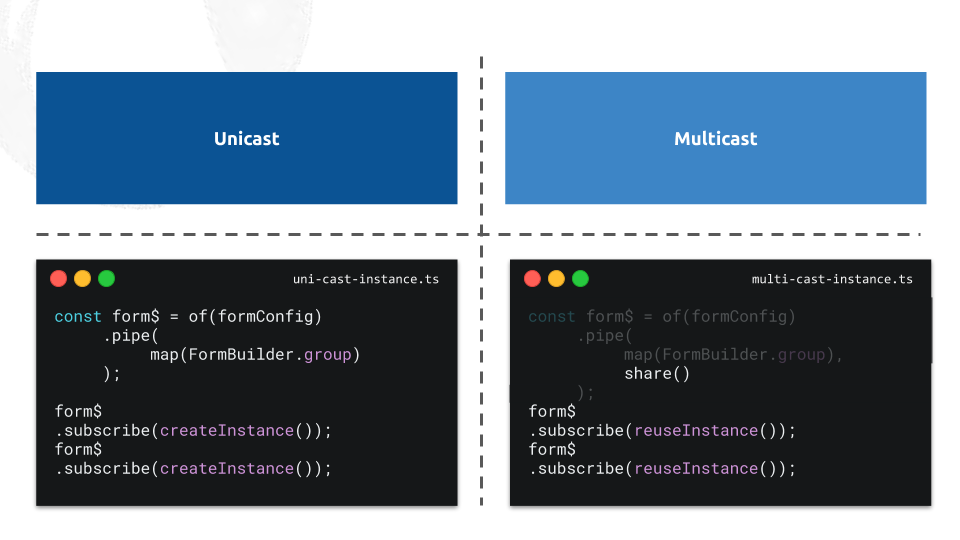 Unicast
Multicast
uni-cast-instance.ts
const form$ = of(formConfig)
.pipe(
map(FormBuilder.group)
);
form$
.subscribe(createInstance());
form$
.subscribe(createInstance());
multi-cast-instance.ts
const form$ = of(formConfig)
.pipe(
map(FormBuilder.group),
share()
);
form$
.subscribe(reuseInstance());
form$
.subscribe(reuseInstance());